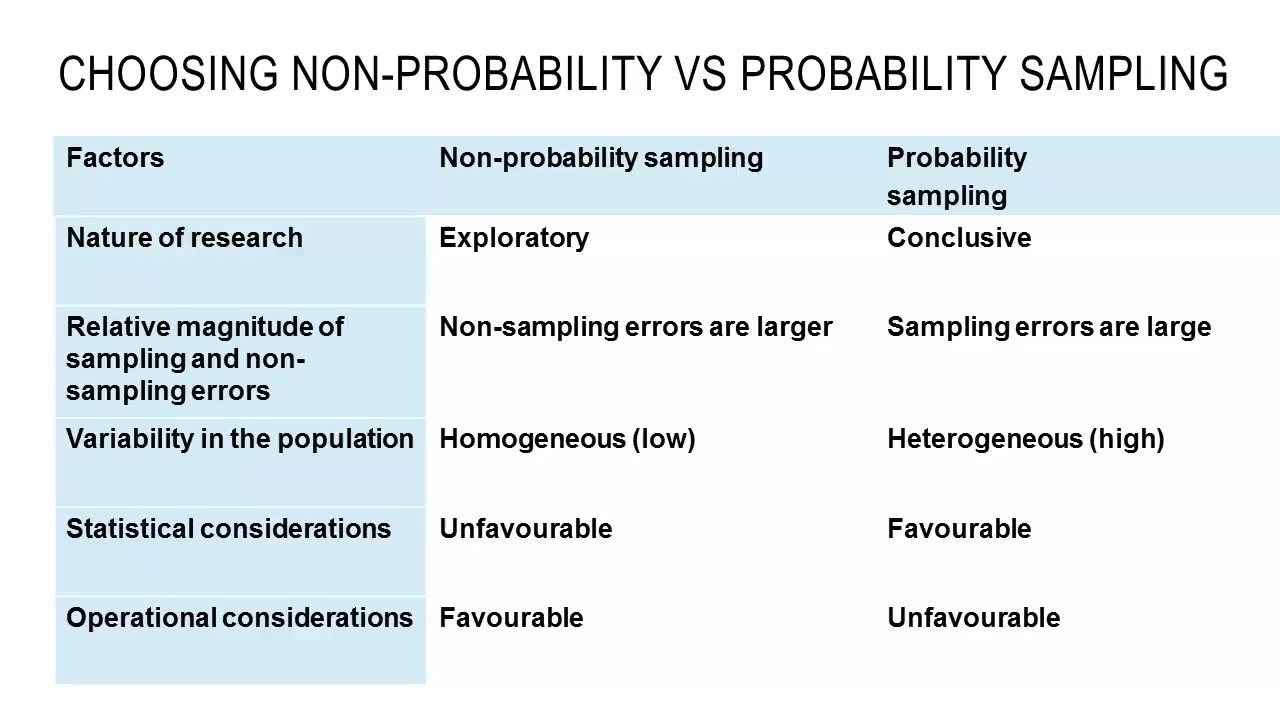 CHOOSING NON-PROBABILITY VS PROBABILITY SAMPLING
Factors
Non-probability sampling
Probability
sampling
Nature of research
Exploratory
Conclusive
Relative magnitude of
sampling and non-
sampling errors
Non-sampling errors are larger
Sampling errors are large
Variability in the population
Homogeneous (low)
Heterogeneous (high)
Statistical considerations
Unfavourable
Favourable
Operational considerations
Favourable
Unfavourable